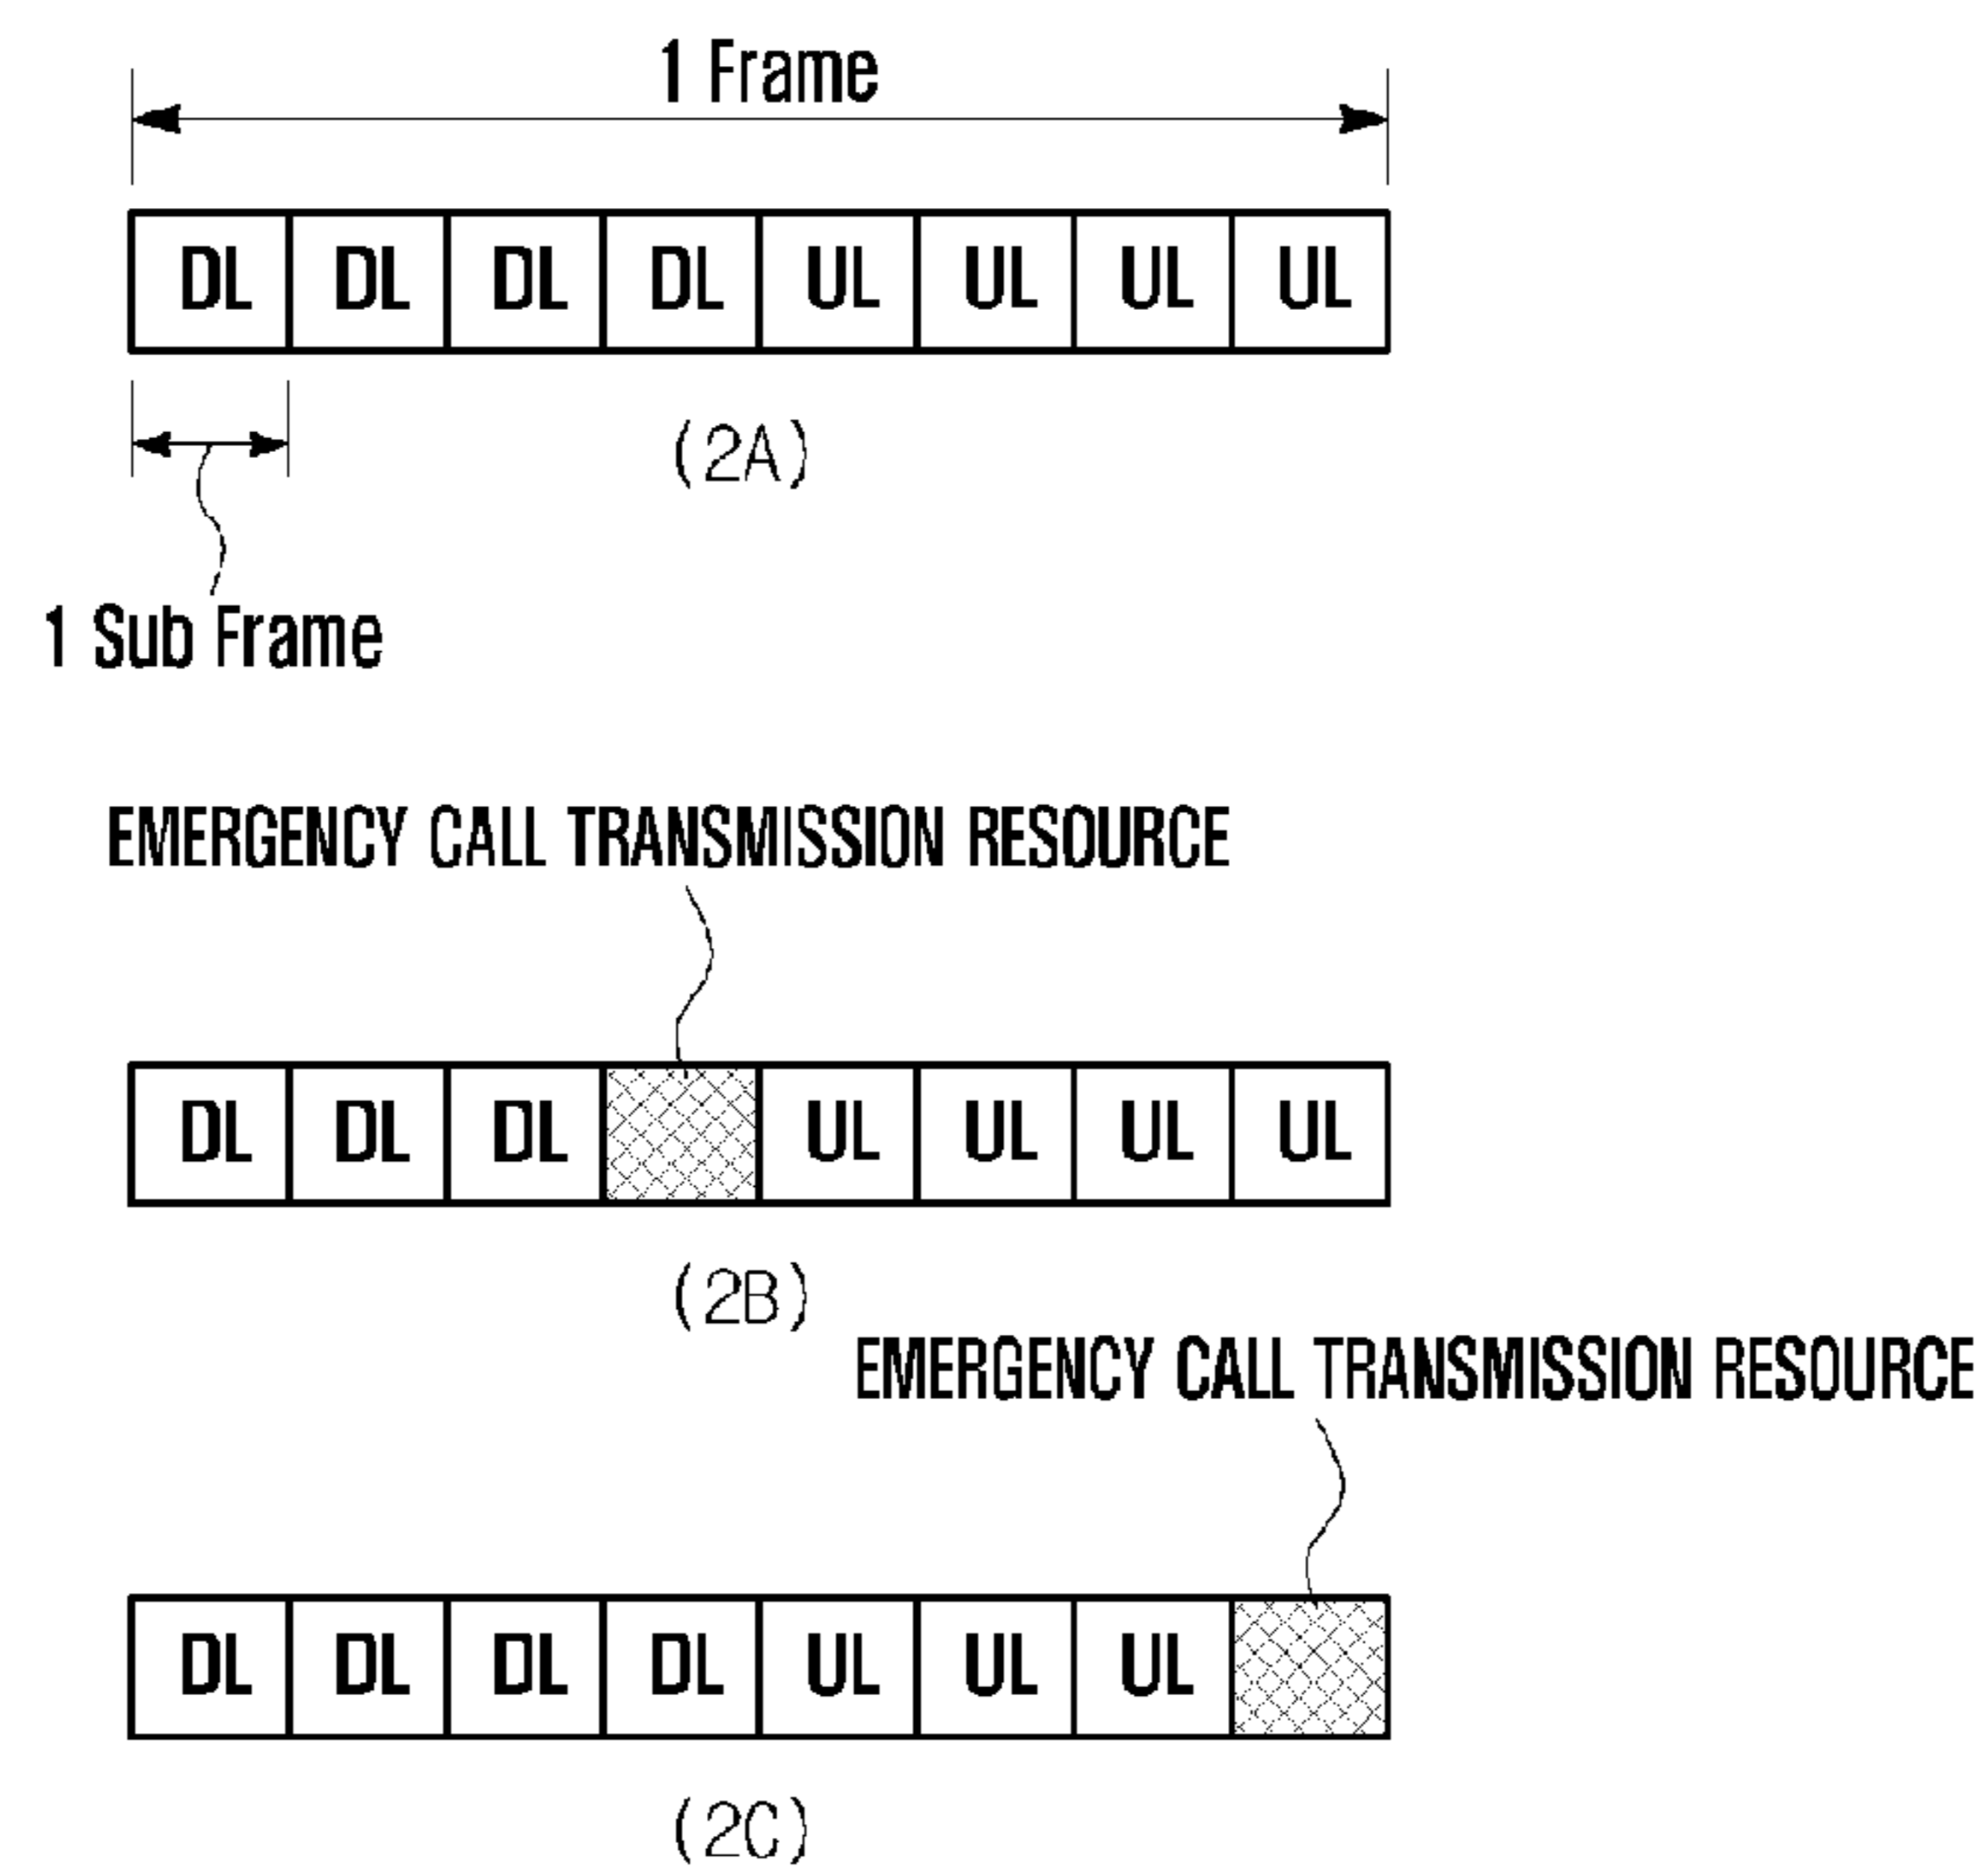 1 Frame
DL DL DL DL UL UL UL UL
(2A)
1 Sub Frame
EMERGENCY CALL TRANSMISSION RESOURCE
DL DL DL UL UL UL UL
(2B)
EMERGENCY CALL TRANSMISSION RESOURCE
DL DL DL DL UL UL UL
(2C)